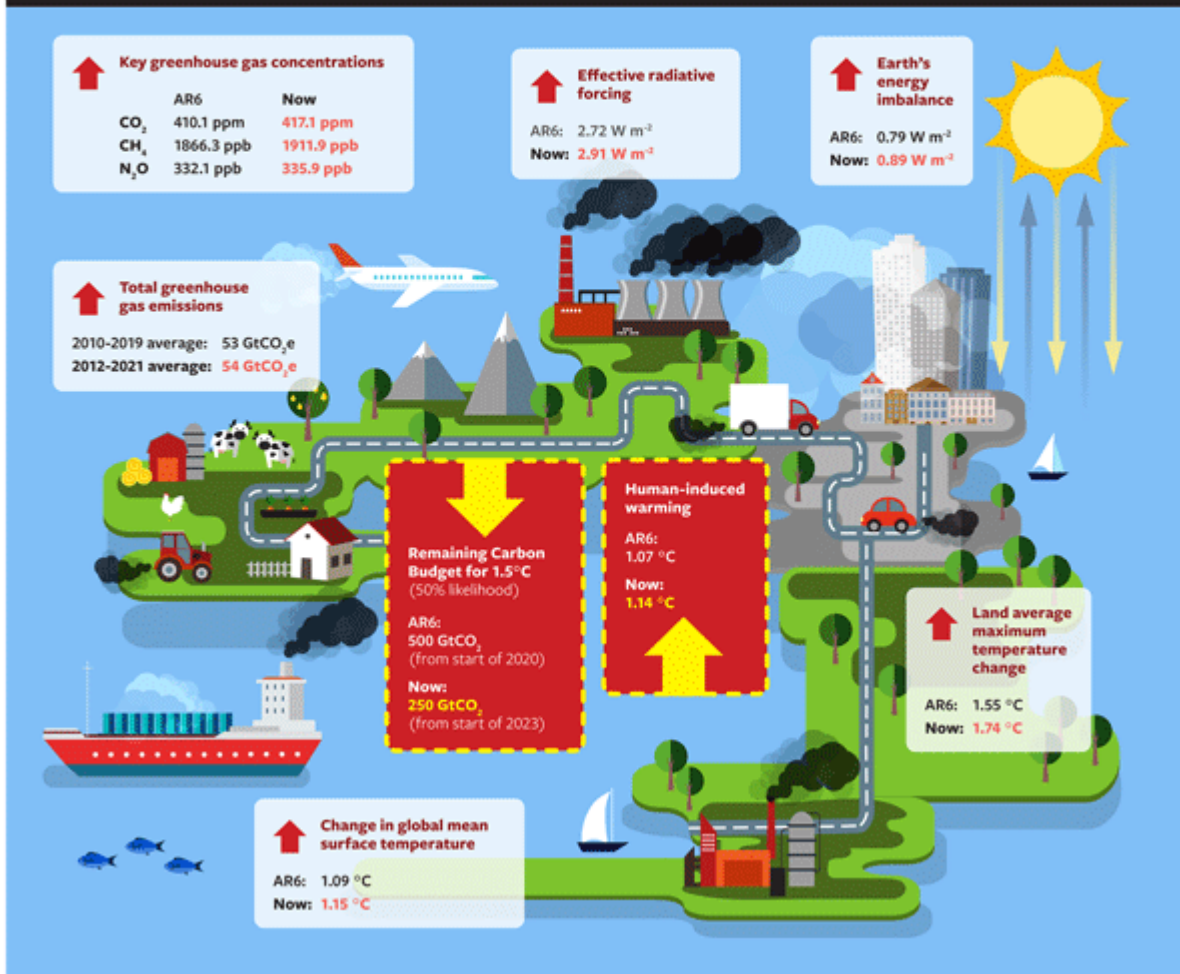 Key greenhouse gas concentrations
AR6 Now
CO₂ 410.1 ppm 417.1 ppm
CH₄ 1866.3 ppb 1911.9 ppb
N₂O 332.1 ppb 335.9 ppb
Effective radiative
forcing
AR6: 2.72 W m⁻²
Now: 2.91 W m⁻²
Earth's
energy
imbalance
AR6: 0.79 W m⁻²
Now: 0.89 W m⁻²
Total greenhouse
gas emissions
2010-2019 average: 53 GtCO₂e
2012-2021 average: 54 GtCO₂e
Remaining Carbon
Budget for 1.5°C
(50% likelihood)
AR6:
500 GtCO₂
(from start of 2020)
Now:
250 GtCO₂
(from start of 2023)
Human-induced
warming
AR6:
1.07 °C
Now:
1.14 °C
Land average
maximum
temperature
change
AR6: 1.55 °C
Now: 1.74 °C
Change in global mean
surface temperature
AR6: 1.09 °C
Now: 1.15 °C